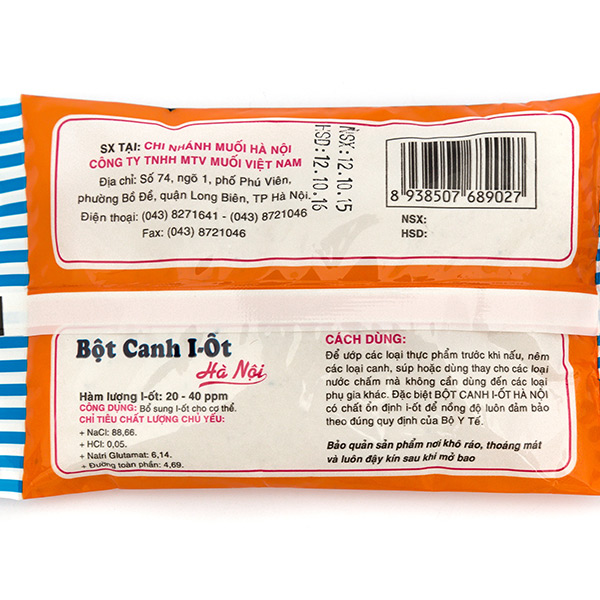 SX TẠI: CHI NHÁNH MUỐI HÀ NỘI
CÔNG TY TNHH MTV MUỐI VIỆT NAM
Địa chỉ: Số 74, ngõ 1, phố Phú Viên,
phường Bồ Đề, quận Long Biên, TP Hà Nội.
Điện thoại: (043) 8271641 - (043) 8721046
Fax: (043) 8721046
NSX: 12.10.15
HSD: 12.10.16
8 938507 689027
NSX:
HSD:
Bột Canh I-Ốt
Hà Nội
Hàm lượng I-ốt: 20 - 40 ppm
CÔNG DỤNG: Bổ sung I-ốt cho cơ thể.
CHỈ TIÊU CHẤT LƯỢNG CHỦ YẾU:
+ NaCl: 88,66.
+ HCl: 0,05.
+ Natri Glutamat: 6,14.
+ Đường toàn phần: 4,69.
CÁCH DÙNG:
Để ướp các loại thực phẩm trước khi nấu, nêm
các loại canh, súp hoặc dùng thay cho các loại
nước chấm mà không cần dùng đến các loại
phụ gia khác. Đặc biệt BỘT CANH I-ỐT HÀ NỘI
có chất ổn định I-ốt để nồng độ luôn đảm bảo
theo đúng quy định của Bộ Y Tế.
Bảo quản sản phẩm nơi khô ráo, thoáng mát
và luôn đậy kín sau khi mở bao